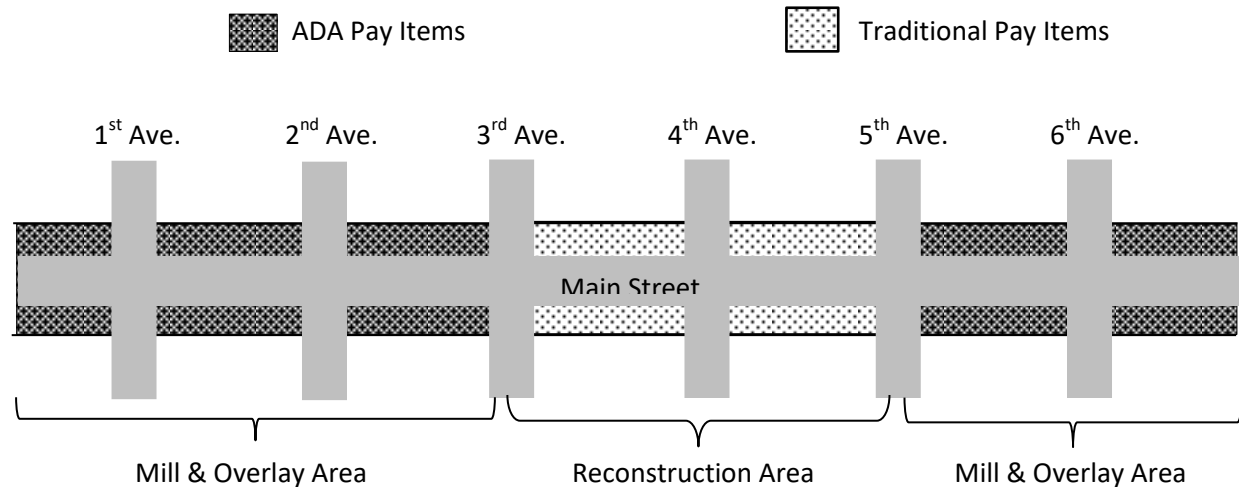 ADA Pay Items Traditional Pay Items
1st Ave. 2nd Ave. 3rd Ave. 4th Ave. 5th Ave. 6th Ave.
Main Street
Mill & Overlay Area Reconstruction Area Mill & Overlay Area